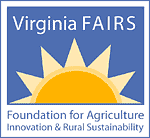 Virginia FAIRS
Foundation for Agriculture
Innovation & Rural Sustainability